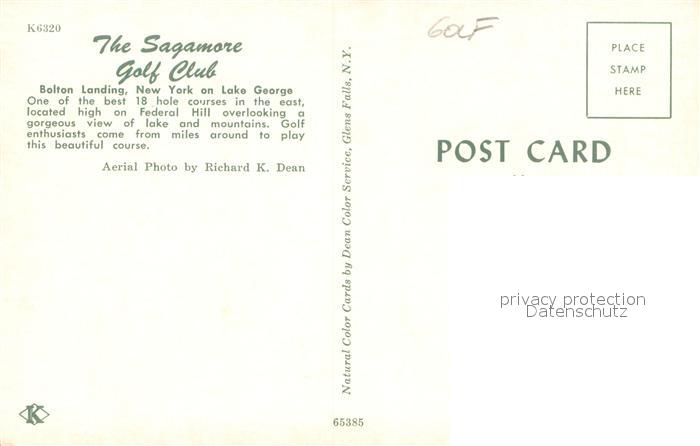 K6320
The Sagamore
Golf Club
Bolton Landing, New York on Lake George
One of the best 18 hole courses in the east,
located high on Federal Hill overlooking a
gorgeous view of lake and mountains. Golf
enthusiasts come from miles around to play
this beautiful course.
Aerial Photo by Richard K. Dean
K
Natural Color Cards by Dean Color Service, Glens Falls, N.Y.
65385
GOLF
PLACE
STAMP
HERE
POST CARD
privacy protection
Datenschutz